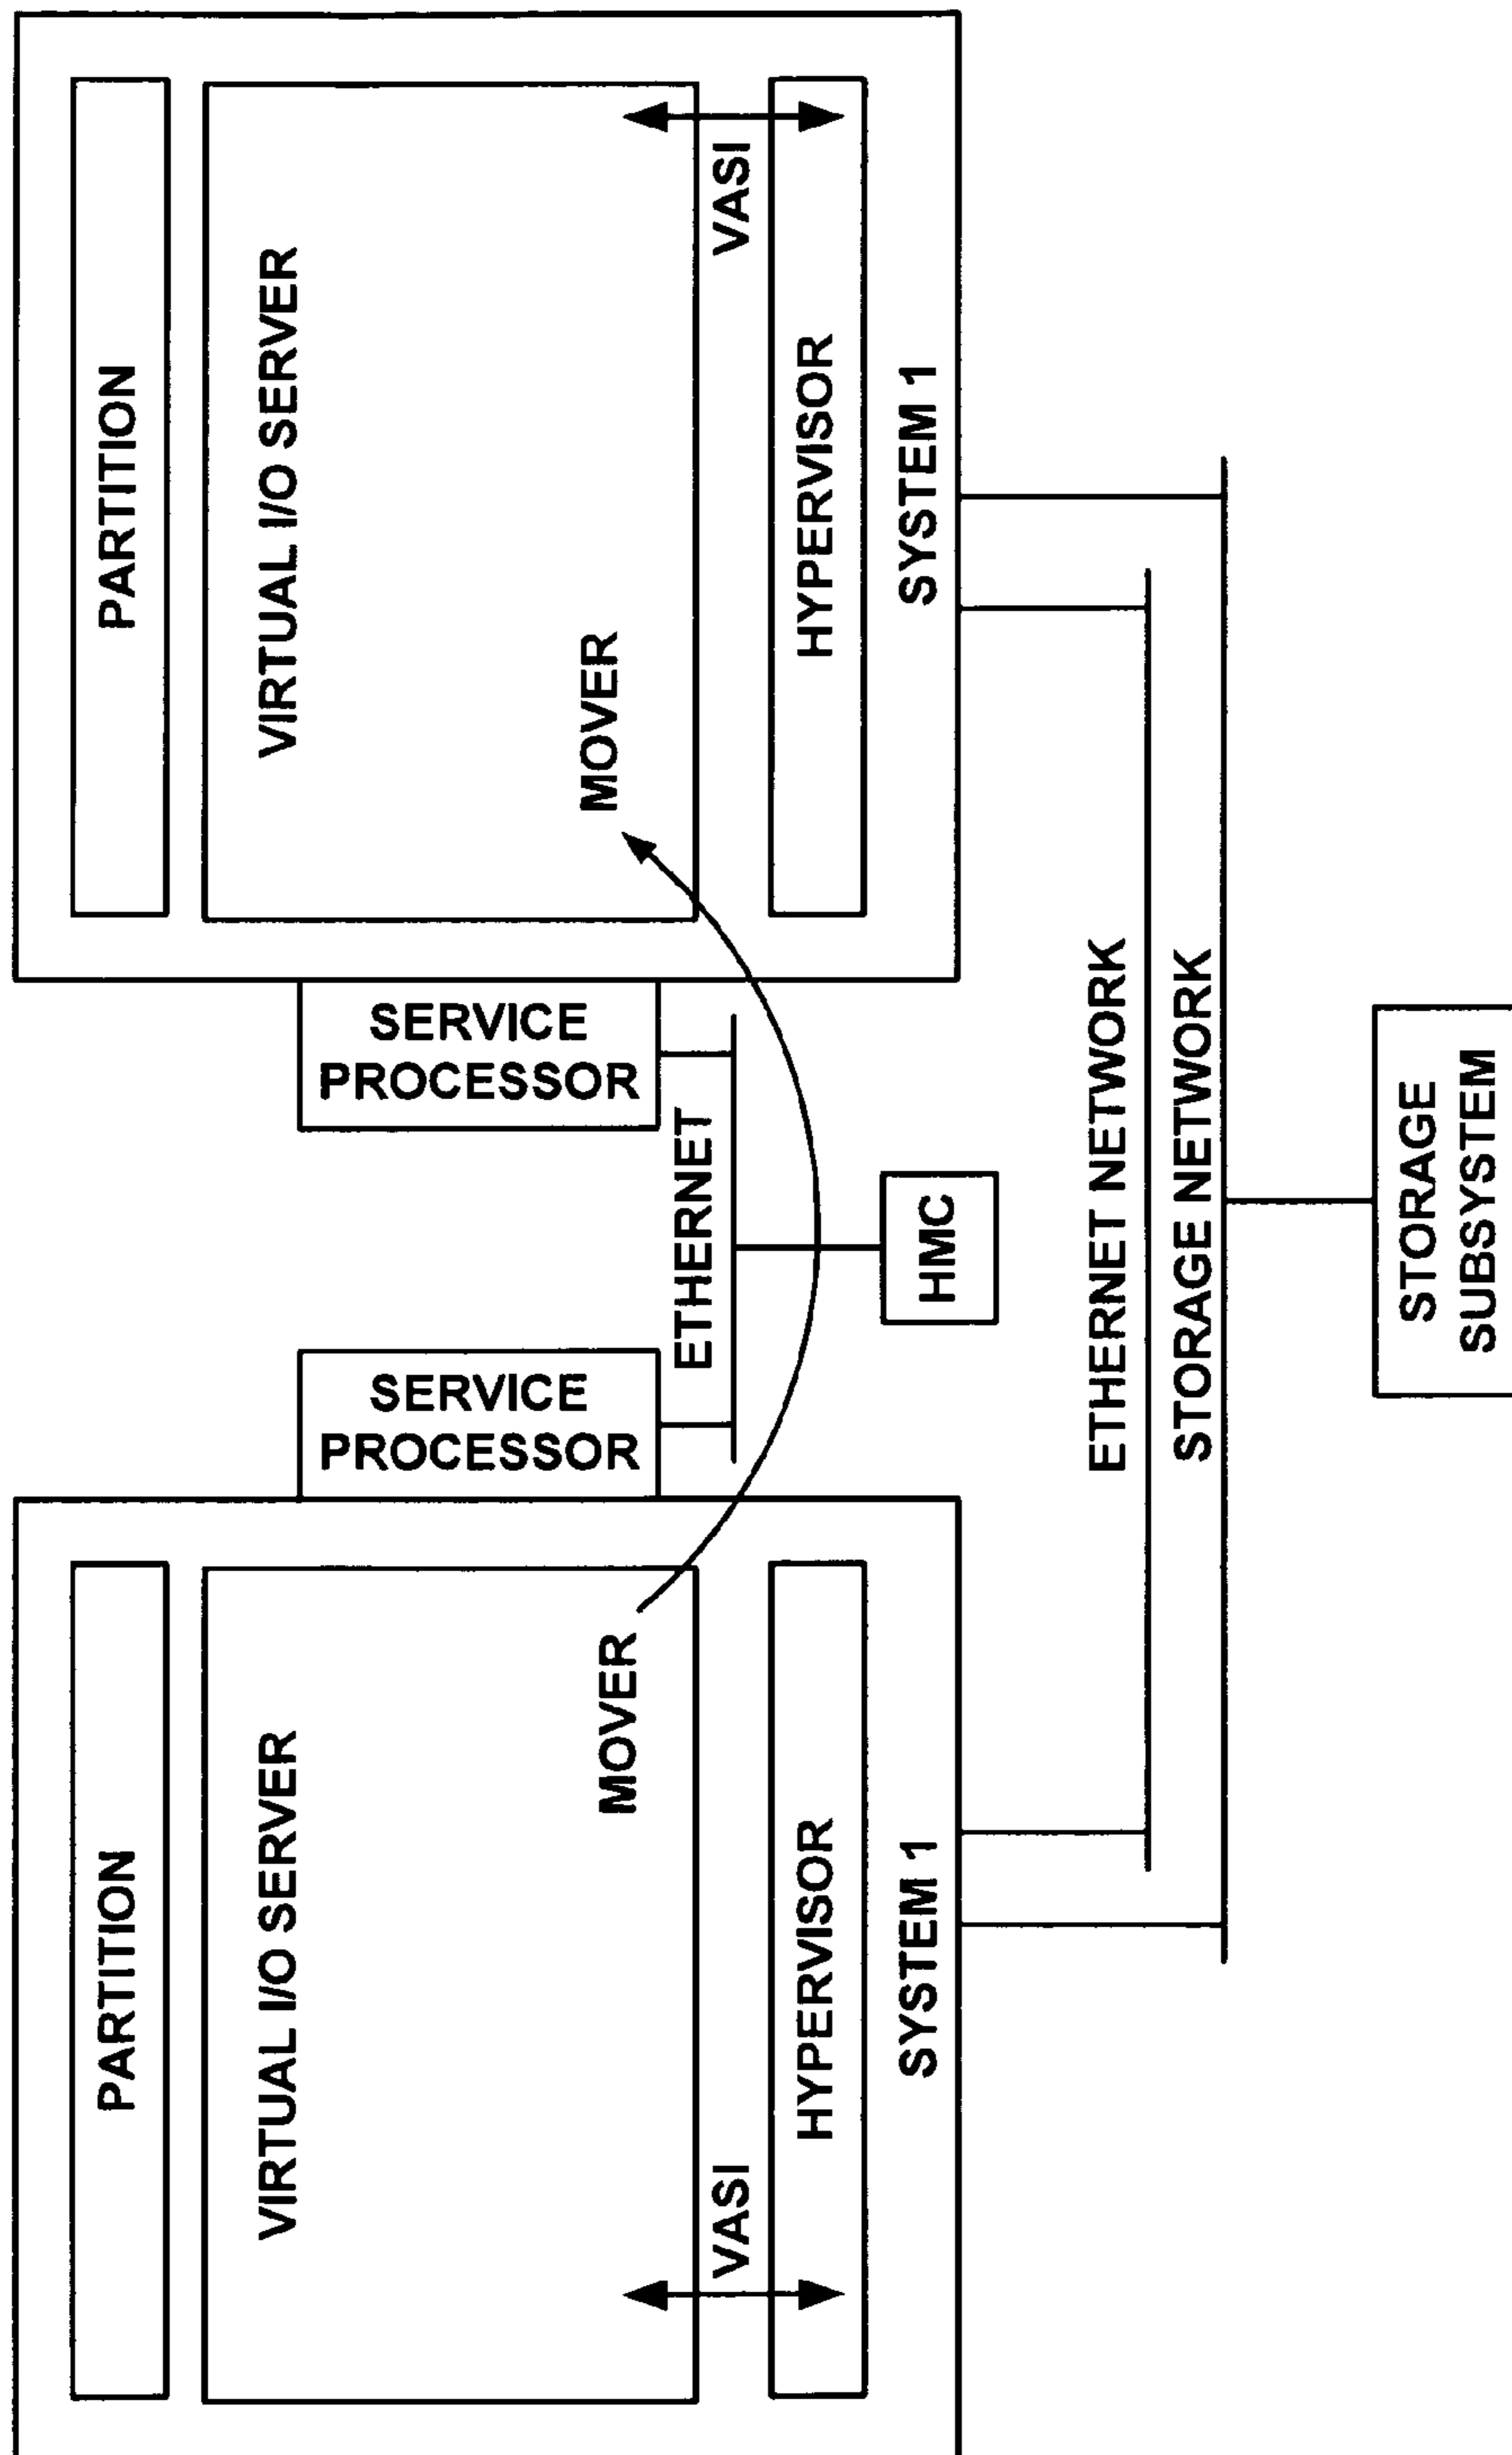 PARTITION
VIRTUAL I/O SERVER
MOVER
VASI
HYPERVISOR
SYSTEM 1
SERVICE
PROCESSOR
SERVICE
PROCESSOR
ETHERNET
HMC
PARTITION
VIRTUAL I/O SERVER
MOVER
VASI
HYPERVISOR
SYSTEM 1
ETHERNET NETWORK
STORAGE NETWORK
STORAGE
SUBSYSTEM